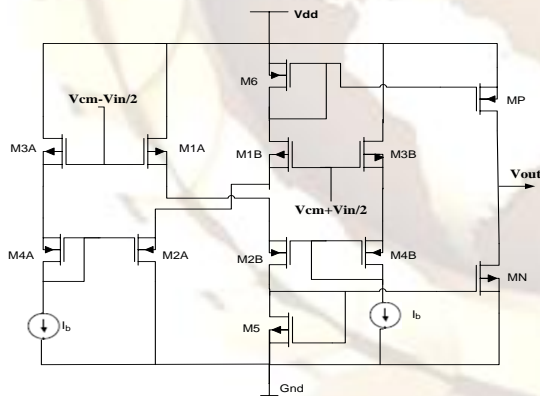 Vdd
M6
MP
Vcm-Vin/2
M3A
M1A
M1B
M3B
Vout
Vcm+Vin/2
M4A
M2A
M2B
M4B
MN
Ib
M5
Ib
Gnd